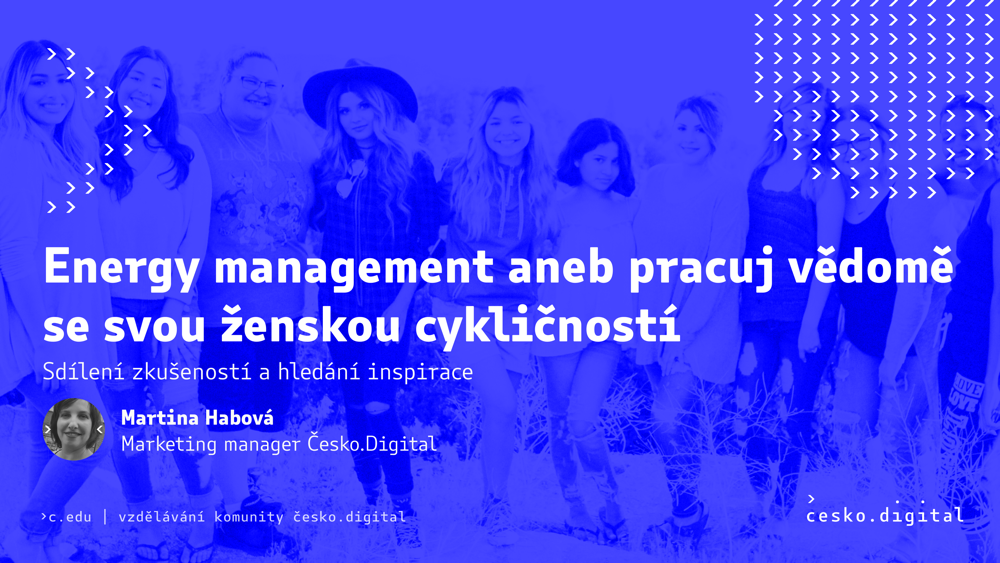 Energy management aneb pracuj vědomě
se svou ženskou cykličností
Sdílení zkušeností a hledání inspirace
Martina Habová
Marketing manager Česko.Digital
>c.edu | vzdělávání komunity česko.digital
česko.digital
LOVE